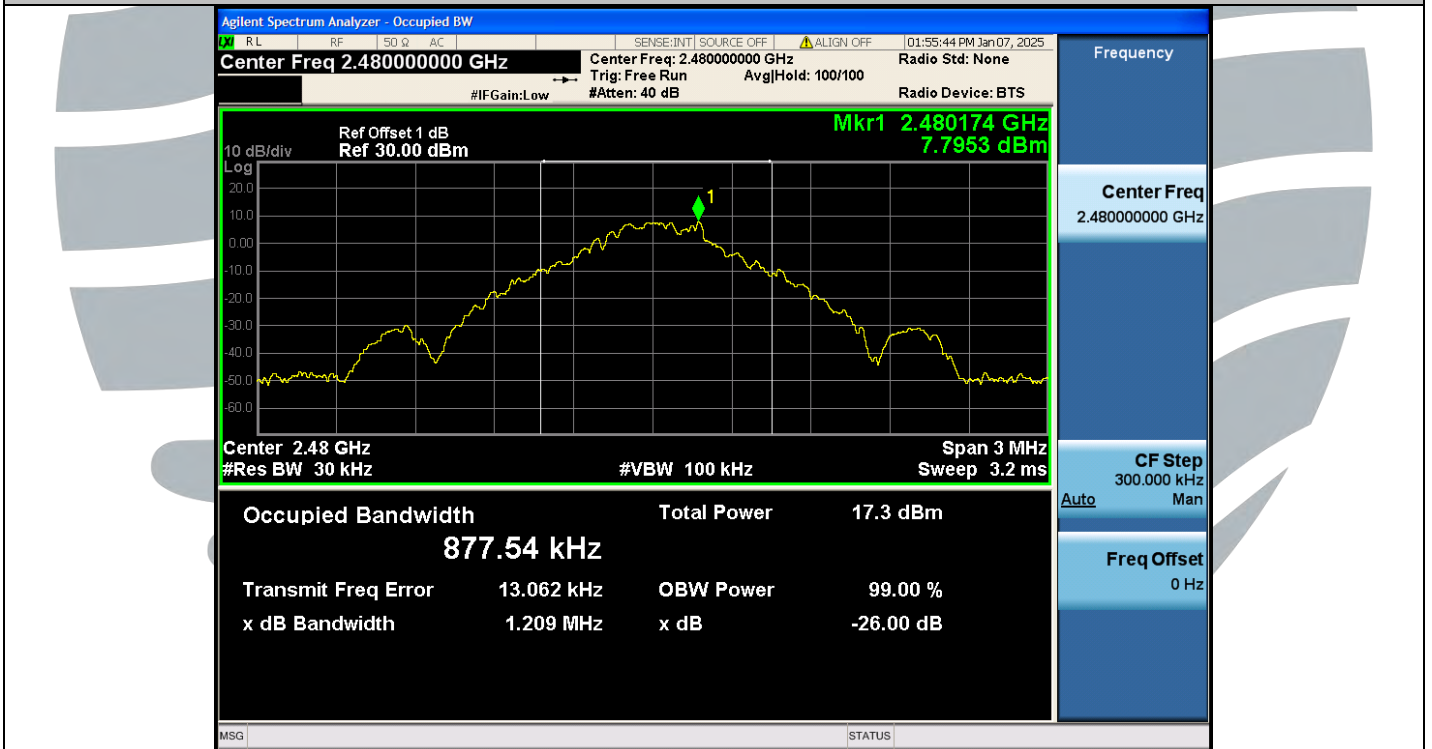 Agilent Spectrum Analyzer - Occupied BW
LXI RL RF 50 Ω AC SENSE:INT SOURCE OFF ALIGN OFF 01:55:44 PM Jan 07, 2025
Center Freq 2.480000000 GHz
Center Freq: 2.480000000 GHz Radio Std: None
Trig: Free Run Avg|Hold: 100/100
#IFGain:Low #Atten: 40 dB Radio Device: BTS
Mkr1 2.480174 GHz
7.7953 dBm
Ref Offset 1 dB
10 dB/div Ref 30.00 dBm
Log
20.0
10.0
0.00
-10.0
-20.0
-30.0
-40.0
-50.0
-60.0
1
Center 2.48 GHz Span 3 MHz
#Res BW 30 kHz #VBW 100 kHz Sweep 3.2 ms
Occupied Bandwidth Total Power 17.3 dBm
877.54 kHz
Transmit Freq Error 13.062 kHz OBW Power 99.00 %
x dB Bandwidth 1.209 MHz x dB -26.00 dB
MSG STATUS
Frequency
Center Freq
2.480000000 GHz
CF Step
300.000 kHz
Auto Man
Freq Offset
0 Hz